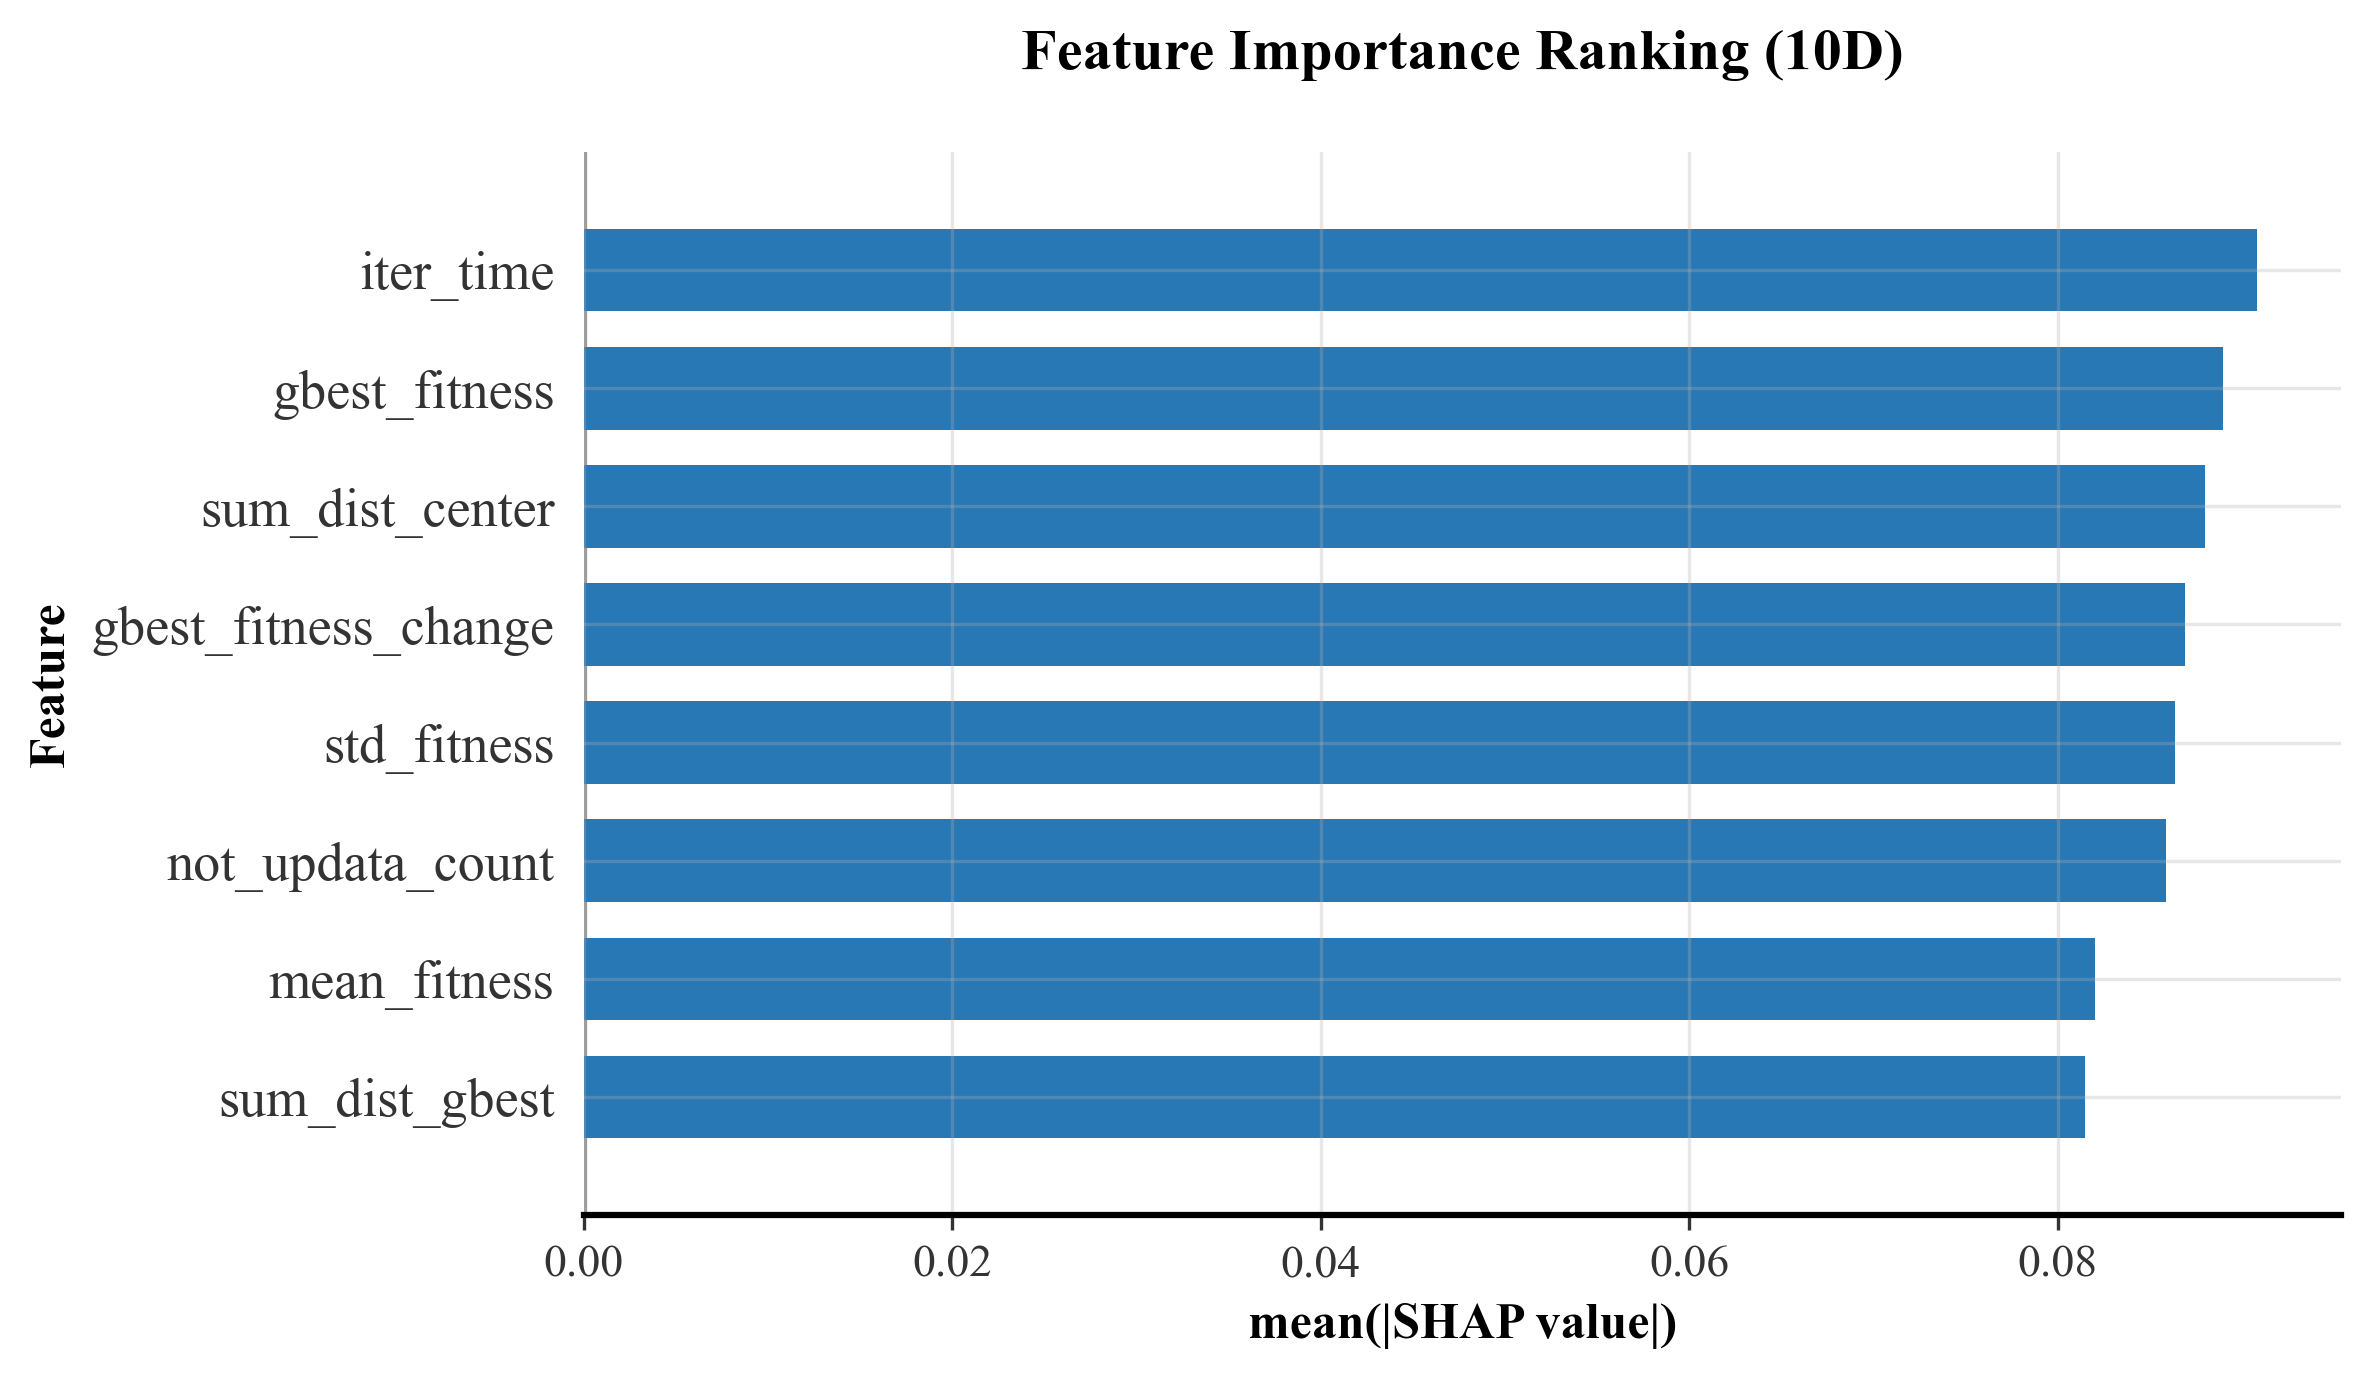 Feature Importance Ranking (10D)
Feature
iter_time
gbest_fitness
sum_dist_center
gbest_fitness_change
std_fitness
not_updata_count
mean_fitness
sum_dist_gbest
0.00 0.02 0.04 0.06 0.08
mean(|SHAP value|)